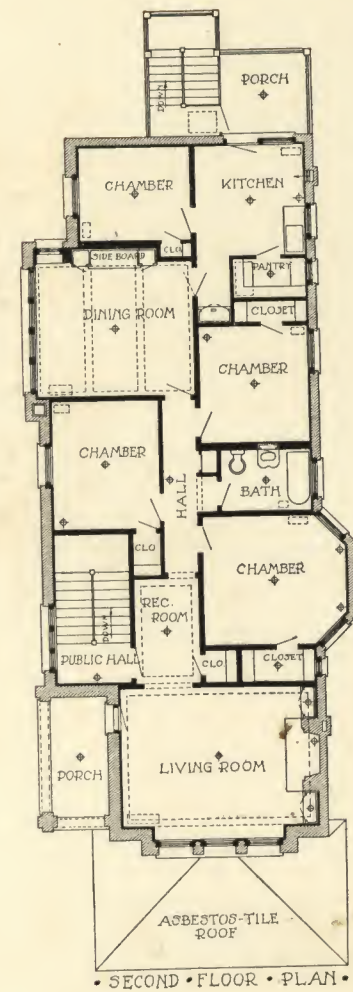 PORCH
DOWN
CHAMBER
KITCHEN
CLO
SIDE BOARD
PANTRY
DINING ROOM
CLOSET
CHAMBER
CHAMBER
HALL
BATH
CLO
CHAMBER
REC.
ROOM
DOWN
PUBLIC HALL
CLO
CLOSET
PORCH
LIVING ROOM
ASBESTOS-TILE
ROOF
• SECOND • FLOOR • PLAN •